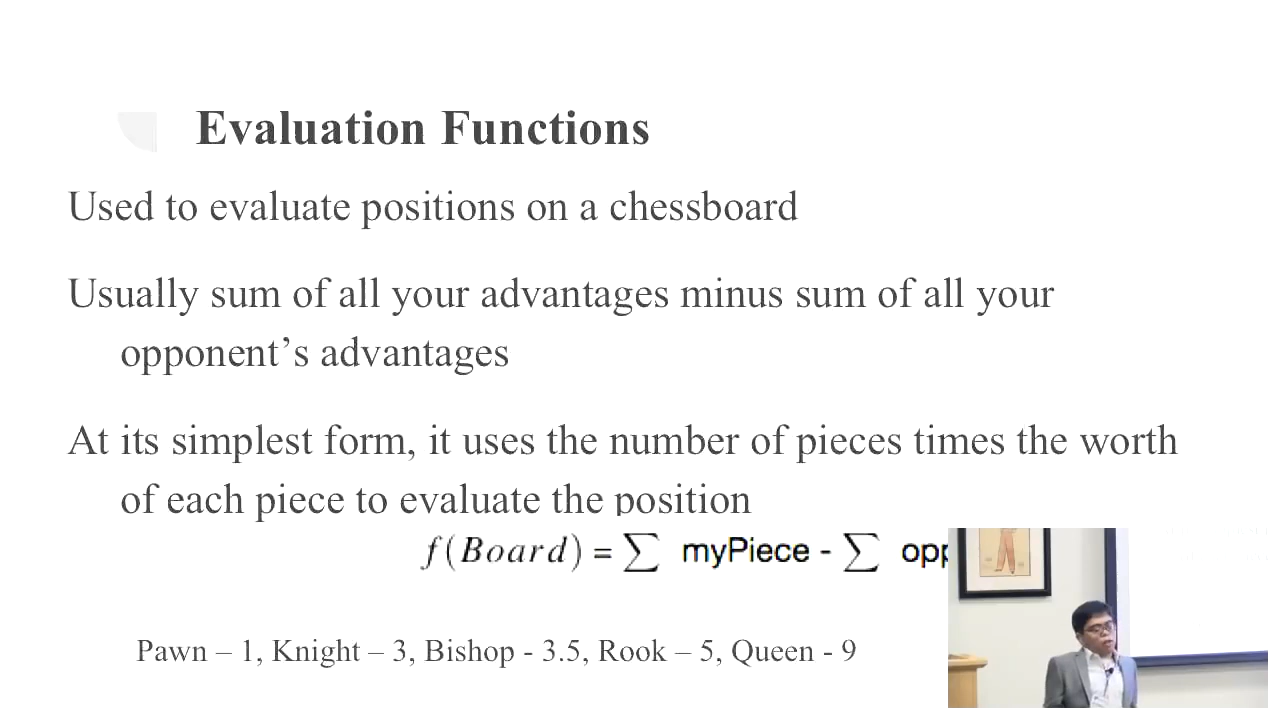 Evaluation Functions
Used to evaluate positions on a chessboard
Usually sum of all your advantages minus sum of all your
opponent’s advantages
At its simplest form, it uses the number of pieces times the worth
of each piece to evaluate the position
f(Board) = ∑ myPiece - ∑
Pawn – 1, Knight – 3, Bishop - 3.5, Rook – 5, Queen - 9